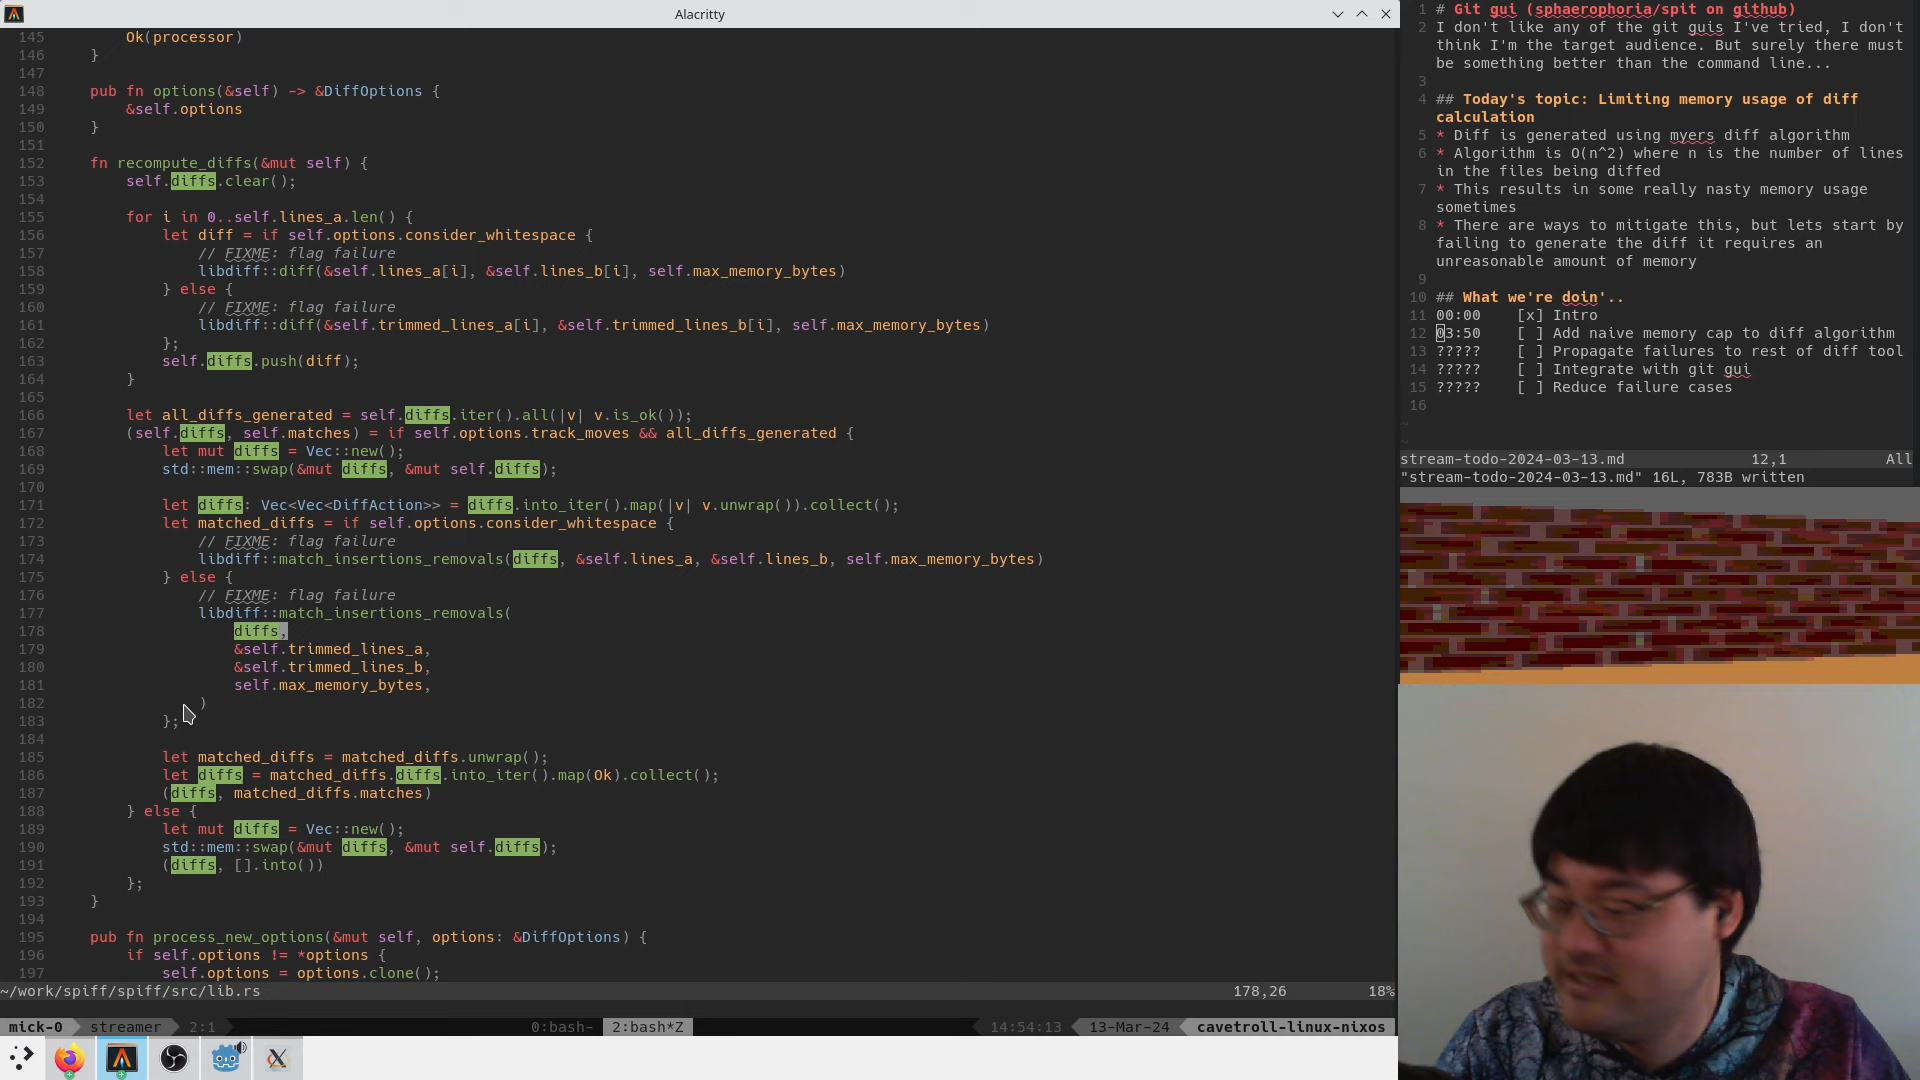 Alacritty
145 Ok(processor)
146 }
147
148 pub fn options(&self) -> &DiffOptions {
149 &self.options
150 }
151
152 fn recompute_diffs(&mut self) {
153 self.diffs.clear();
154
155 for i in 0..self.lines_a.len() {
156 let diff = if self.options.consider_whitespace {
157 // FIXME: flag failure
158 libdiff::diff(&self.lines_a[i], &self.lines_b[i], self.max_memory_bytes)
159 } else {
160 // FIXME: flag failure
161 libdiff::diff(&self.trimmed_lines_a[i], &self.trimmed_lines_b[i], self.max_memory_bytes)
162 };
163 self.diffs.push(diff);
164 }
165
166 let all_diffs_generated = self.diffs.iter().all(|v| v.is_ok());
167 (self.diffs, self.matches) = if self.options.track_moves && all_diffs_generated {
168 let mut diffs = Vec::new();
169 std::mem::swap(&mut diffs, &mut self.diffs);
170
171 let diffs: Vec<Vec<DiffAction>> = diffs.into_iter().map(|v| v.unwrap()).collect();
172 let matched_diffs = if self.options.consider_whitespace {
173 // FIXME: flag failure
174 libdiff::match_insertions_removals(diffs, &self.lines_a, &self.lines_b, self.max_memory_bytes)
175 } else {
176 // FIXME: flag failure
177 libdiff::match_insertions_removals(
178 diffs,
179 &self.trimmed_lines_a,
180 &self.trimmed_lines_b,
181 self.max_memory_bytes,
182 )
183 };
184
185 let matched_diffs = matched_diffs.unwrap();
186 let diffs = matched_diffs.diffs.into_iter().map(Ok).collect();
187 (diffs, matched_diffs.matches)
188 } else {
189 let mut diffs = Vec::new();
190 std::mem::swap(&mut diffs, &mut self.diffs);
191 (diffs, [].into())
192 };
193 }
194
195 pub fn process_new_options(&mut self, options: &DiffOptions) {
196 if self.options != *options {
197 self.options = options.clone();
~/work/spiff/spiff/src/lib.rs 178,26 18%
mick-0 streamer 2:1 0:bash- 2:bash*Z 14:54:13 13-Mar-24 cavetroll-linux-nixos
1 # Git gui (sphaerophoria/spit on github)
2 I don't like any of the git guis I've tried, I don't
think I'm the target audience. But surely there must
be something better than the command line...
3
4 ## Today's topic: Limiting memory usage of diff
calculation
5 * Diff is generated using myers diff algorithm
6 * Algorithm is O(n^2) where n is the number of lines
in the files being diffed
7 * This results in some really nasty memory usage
sometimes
8 * There are ways to mitigate this, but lets start by
failing to generate the diff it requires an
unreasonable amount of memory
9
10 ## What we're doin'..
11 00:00 [x] Intro
12 03:50 [ ] Add naive memory cap to diff algorithm
13 ????? [ ] Propagate failures to rest of diff tool
14 ????? [ ] Integrate with git gui
15 ????? [ ] Reduce failure cases
16
~
~
stream-todo-2024-03-13.md 12,1 All
"stream-todo-2024-03-13.md" 16L, 783B written